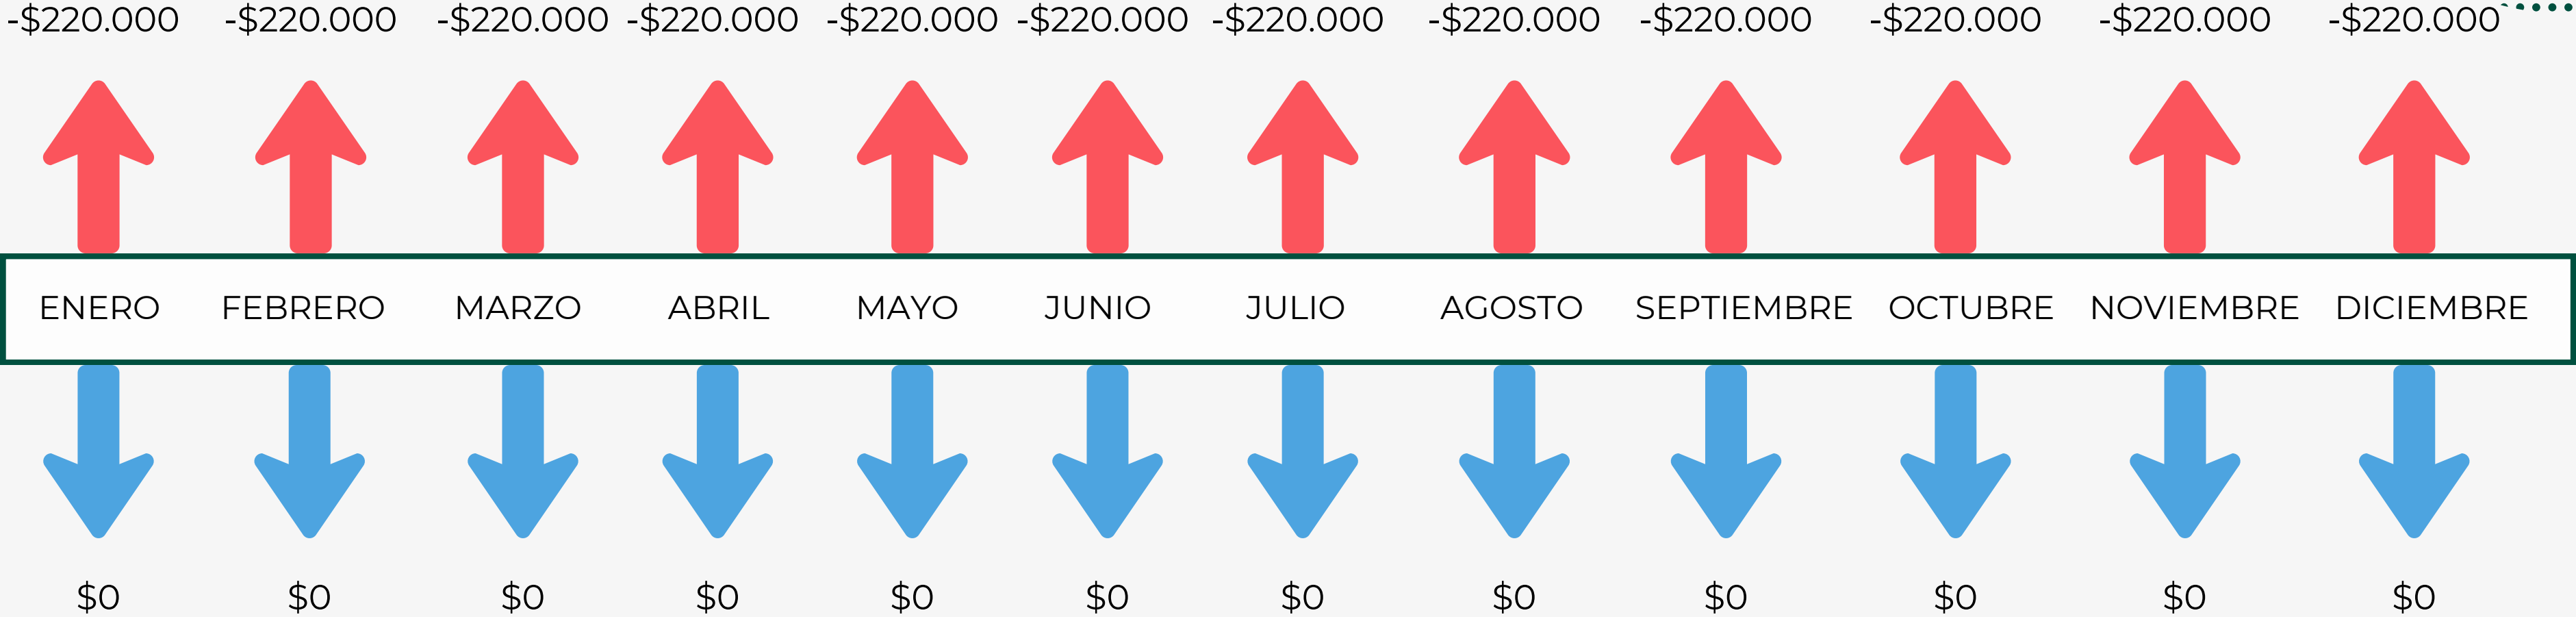 -$220.000 -$220.000 -$220.000 -$220.000 -$220.000 -$220.000 -$220.000 -$220.000 -$220.000 -$220.000 -$220.000 -$220.000
ENERO FEBRERO MARZO ABRIL MAYO JUNIO JULIO AGOSTO SEPTIEMBRE OCTUBRE NOVIEMBRE DICIEMBRE
$0 $0 $0 $0 $0 $0 $0 $0 $0 $0 $0 $0